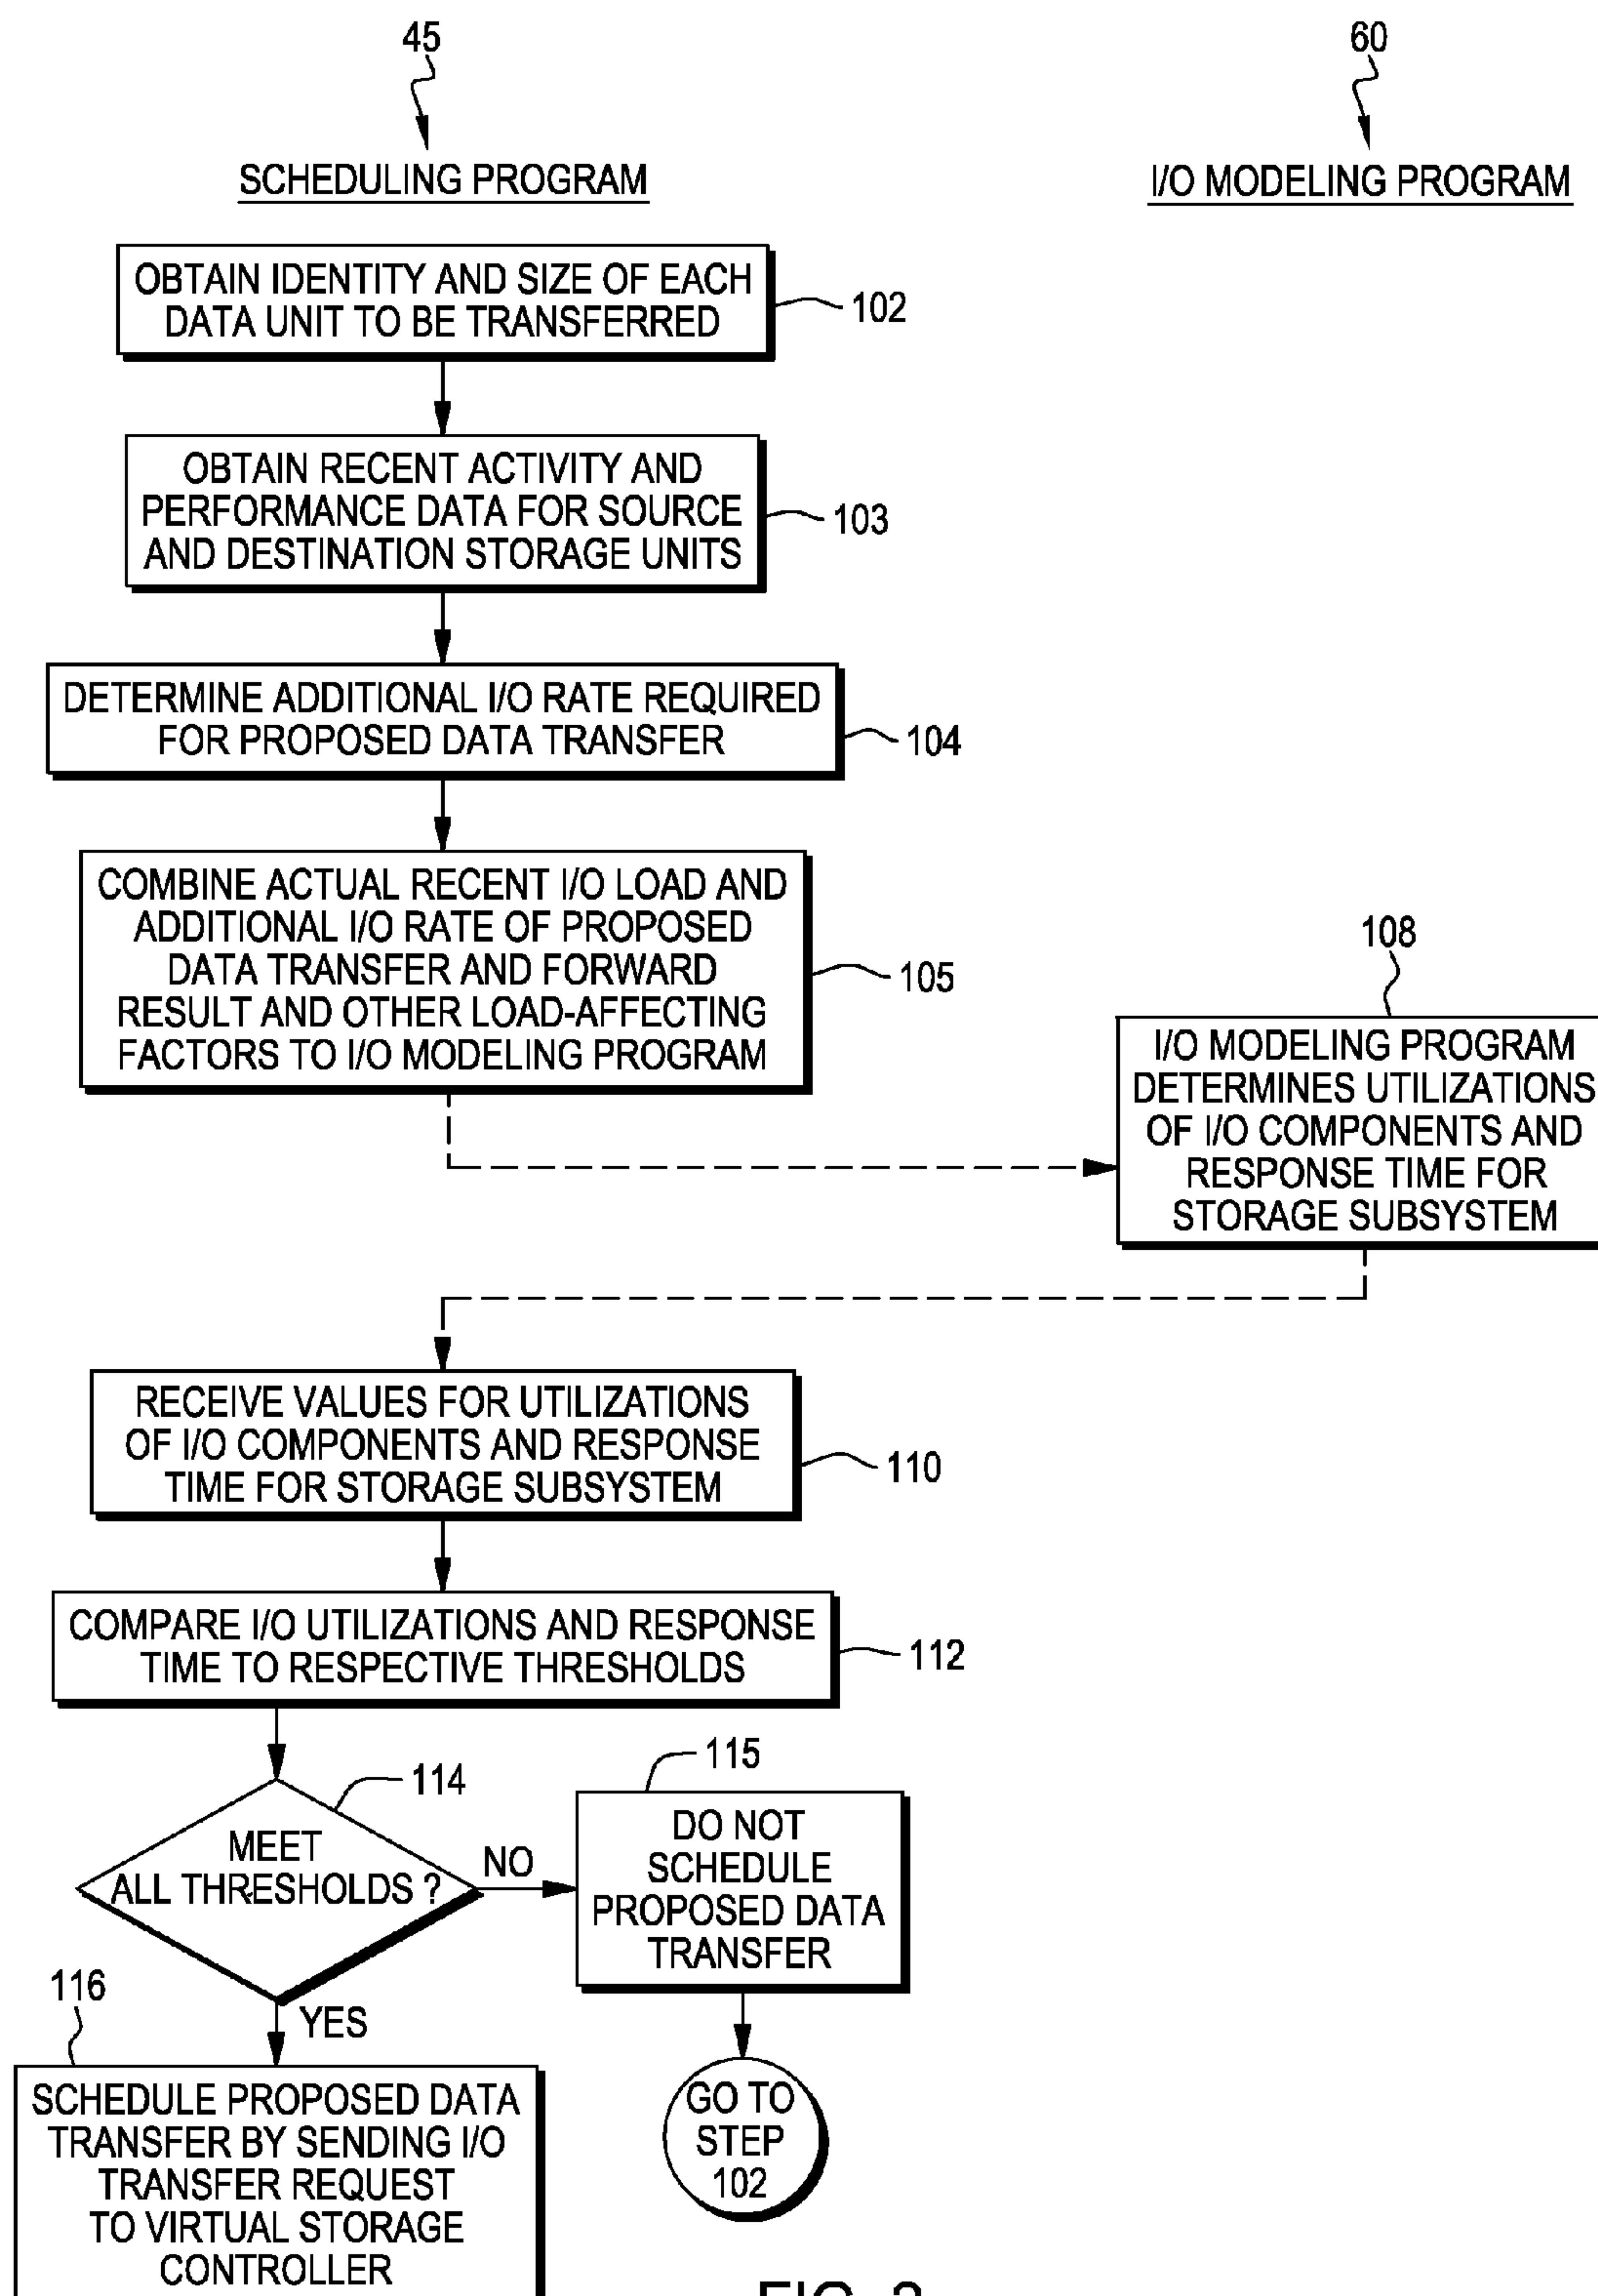 45
60
SCHEDULING PROGRAM
I/O MODELING PROGRAM
OBTAIN IDENTITY AND SIZE OF EACH
DATA UNIT TO BE TRANSFERRED
102
OBTAIN RECENT ACTIVITY AND
PERFORMANCE DATA FOR SOURCE
AND DESTINATION STORAGE UNITS
103
DETERMINE ADDITIONAL I/O RATE REQUIRED
FOR PROPOSED DATA TRANSFER
104
COMBINE ACTUAL RECENT I/O LOAD AND
ADDITIONAL I/O RATE OF PROPOSED
DATA TRANSFER AND FORWARD
RESULT AND OTHER LOAD-AFFECTING
FACTORS TO I/O MODELING PROGRAM
105
108
I/O MODELING PROGRAM
DETERMINES UTILIZATIONS
OF I/O COMPONENTS AND
RESPONSE TIME FOR
STORAGE SUBSYSTEM
RECEIVE VALUES FOR UTILIZATIONS
OF I/O COMPONENTS AND RESPONSE
TIME FOR STORAGE SUBSYSTEM
110
COMPARE I/O UTILIZATIONS AND RESPONSE
TIME TO RESPECTIVE THRESHOLDS
112
114
MEET
ALL THRESHOLDS ?
NO
YES
115
DO NOT
SCHEDULE
PROPOSED DATA
TRANSFER
GO TO
STEP
102
116
SCHEDULE PROPOSED DATA
TRANSFER BY SENDING I/O
TRANSFER REQUEST
TO VIRTUAL STORAGE
CONTROLLER